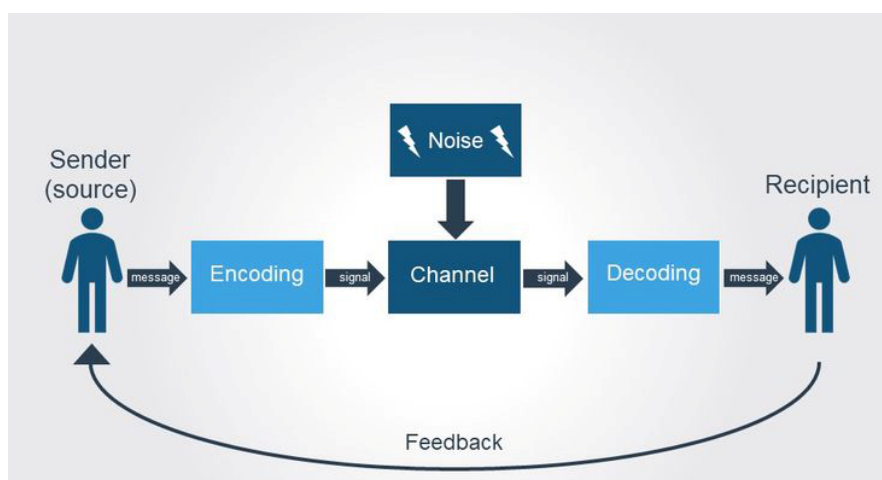 Noise
Sender
(source)
Recipient
message
Encoding
signal
Channel
signal
Decoding
message
Feedback